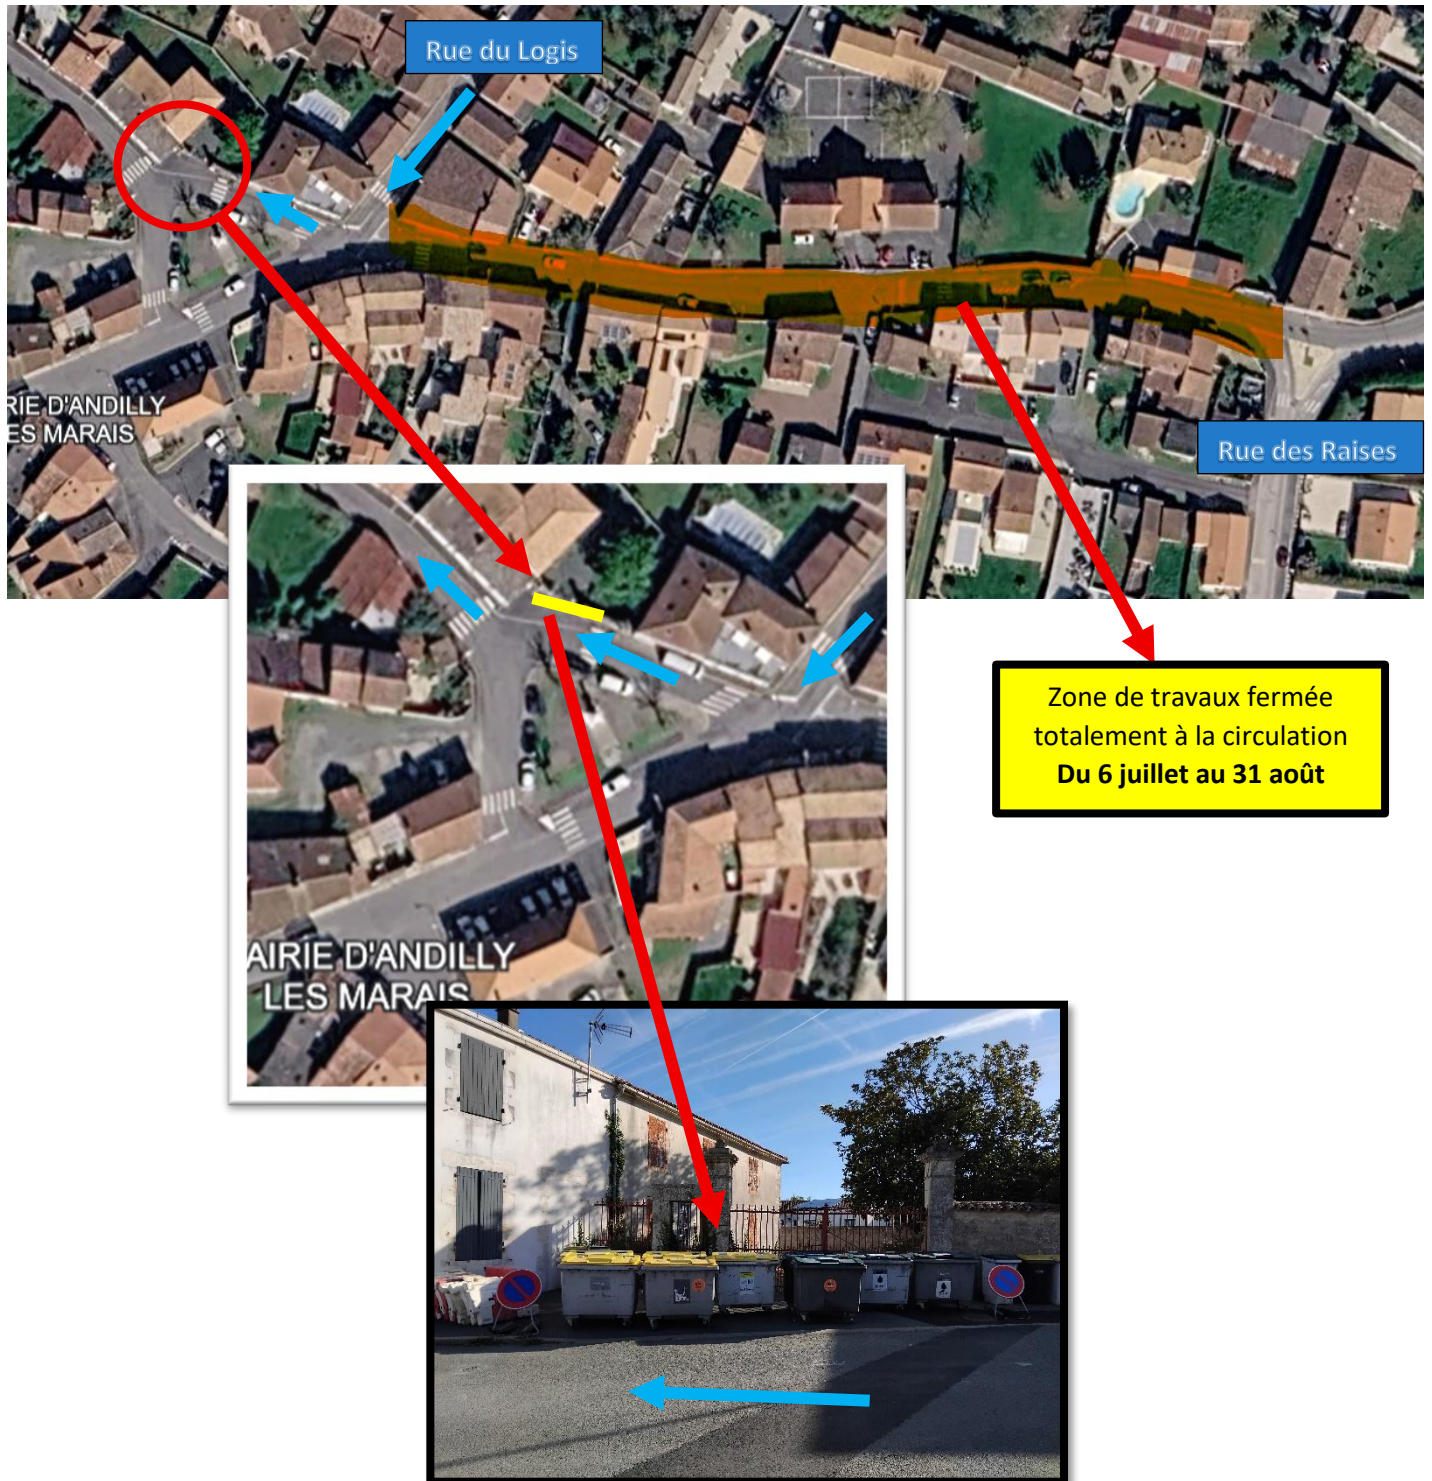 Rue du Logis
RIE D'ANDILLY
ES MARAIS
Rue des Raises
Zone de travaux fermée
totalement à la circulation
Du 6 juillet au 31 août
AIRIE D'ANDILLY
LES MARAIS